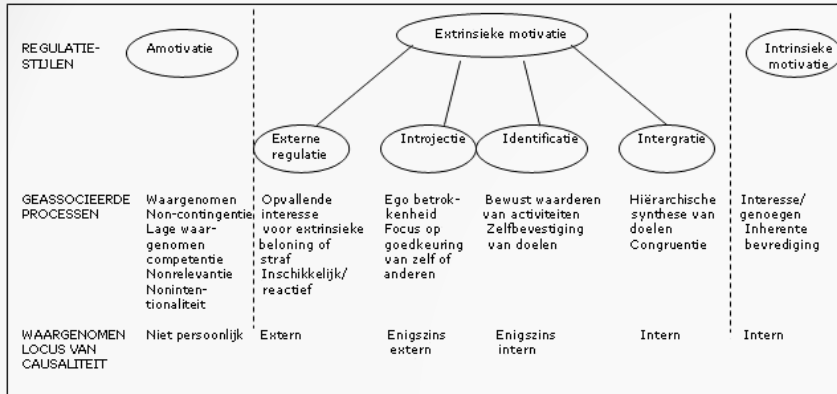 REGULATIE-
STIJLEN
Amotivatie
Extrinsieke motivatie
Intrinsieke
motivatie
Externe
regulatie
Introjectie
Identificatie
Intergratie
GEASSOCIEERDE
PROCESSEN
Waargenomen
Non-contingentie
Lage waar-
genomen
competentie
Nonrelevantie
Noninten-
tionaliteit
Opvallende
interesse
voor extrinsieke
beloning of
straf
Inschikkelijk/
reactief
Ego betrok-
kenheid
Focus op
goedkeuring
van zelf of
anderen
Bewust waarderen
van activiteiten
Zelfbevestiging
van doelen
Hiërarchische
synthese van
doelen
Congruentie
Interesse/
genoegen
Inherente
bevrediging
WAARGENOMEN
LOCUS VAN
CAUSALITEIT
Niet persoonlijk
Extern
Enigszins
extern
Enigszins
intern
Intern
Intern